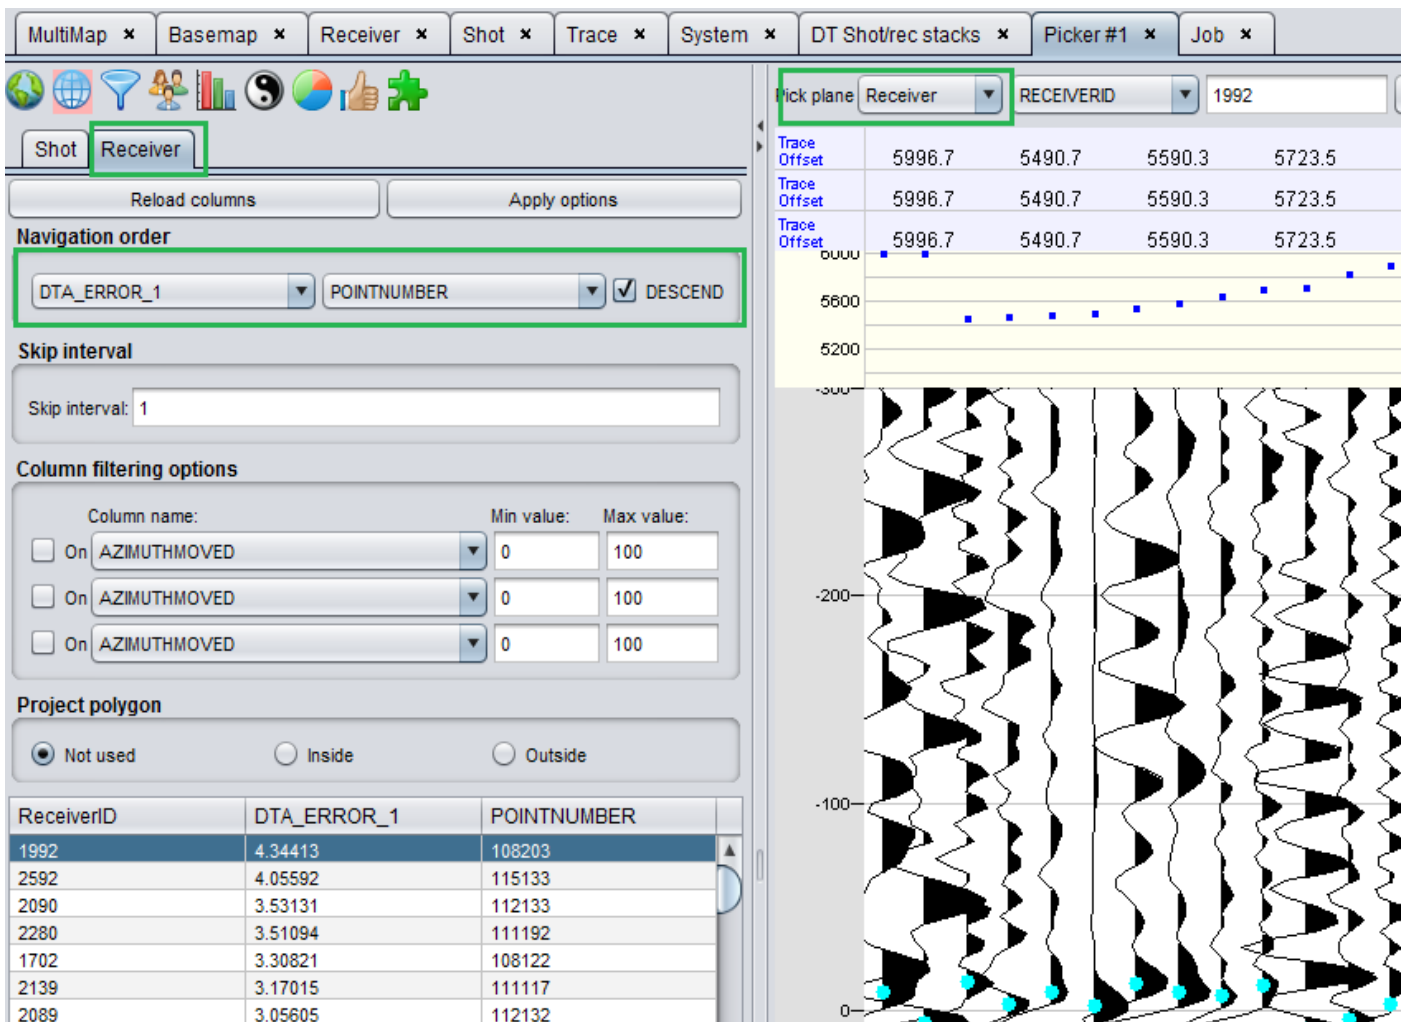 MultiMap × Basemap × Receiver × Shot × Trace × System × DT Shot/rec stacks × Picker #1 × Job ×
Pick plane Receiver RECEIVERID 1992
Shot Receiver
Reload columns Apply options
Navigation order
DTA_ERROR_1 POINTNUMBER DESCEND
Skip interval
Skip interval: 1
Column filtering options
Column name: Min value: Max value:
On AZIMUTHMOVED 0 100
On AZIMUTHMOVED 0 100
On AZIMUTHMOVED 0 100
Project polygon
Not used Inside Outside
ReceiverID DTA_ERROR_1 POINTNUMBER
1992 4.34413 108203
2592 4.05592 115133
2090 3.53131 112133
2280 3.51094 111192
1702 3.30821 108122
2139 3.17015 111117
2089 3.05605 112132
Trace
Offset 5996.7 5490.7 5590.3 5723.5
Trace
Offset 5996.7 5490.7 5590.3 5723.5
Trace
Offset 5996.7 5490.7 5590.3 5723.5
6000
5600
5200
-300
-200
-100
0